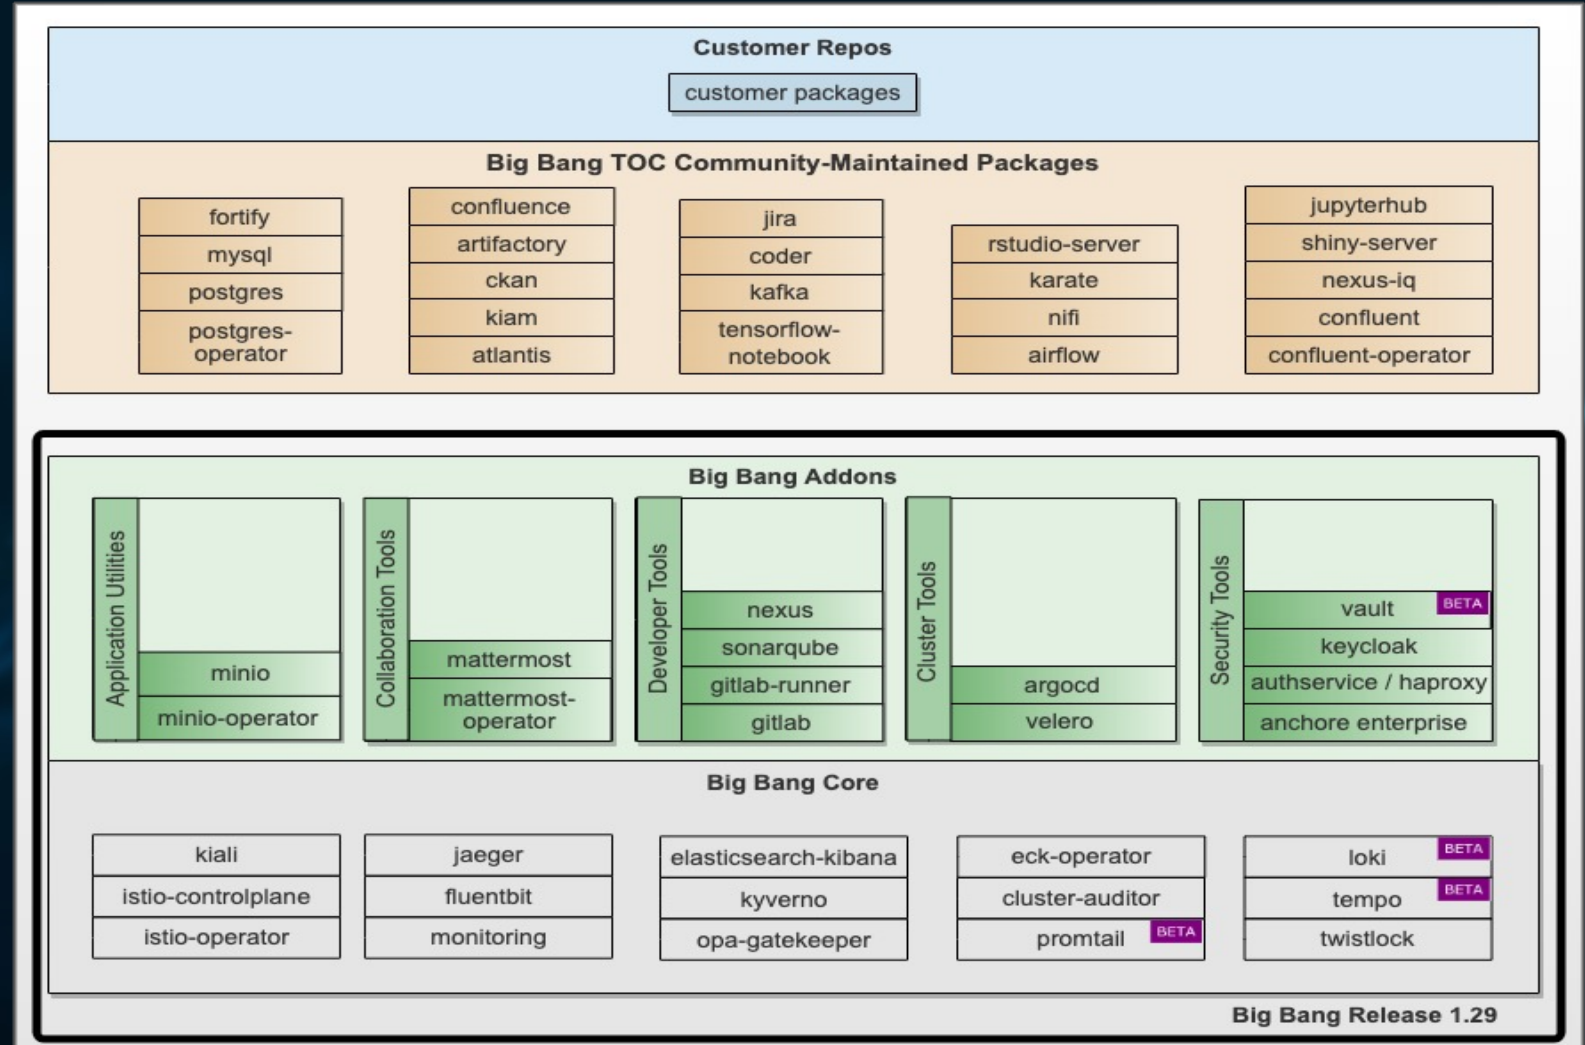 Customer Repos
customer packages
Big Bang TOC Community-Maintained Packages
fortify
mysql
postgres
postgres-
operator
confluence
artifactory
ckan
kiam
atlantis
jira
coder
kafka
tensorflow-
notebook
rstudio-server
karate
nifi
airflow
jupyterhub
shiny-server
nexus-iq
confluent
confluent-operator
Big Bang Addons
Application Utilities
minio
minio-operator
Collaboration Tools
mattermost
mattermost-
operator
Developer Tools
nexus
sonarqube
gitlab-runner
gitlab
Cluster Tools
argocd
velero
Security Tools
vault BETA
keycloak
authservice / haproxy
anchore enterprise
Big Bang Core
kiali
istio-controlplane
istio-operator
jaeger
fluentbit
monitoring
elasticsearch-kibana
kyverno
opa-gatekeeper
eck-operator
cluster-auditor
promtail BETA
loki BETA
tempo BETA
twistlock
Big Bang Release 1.29